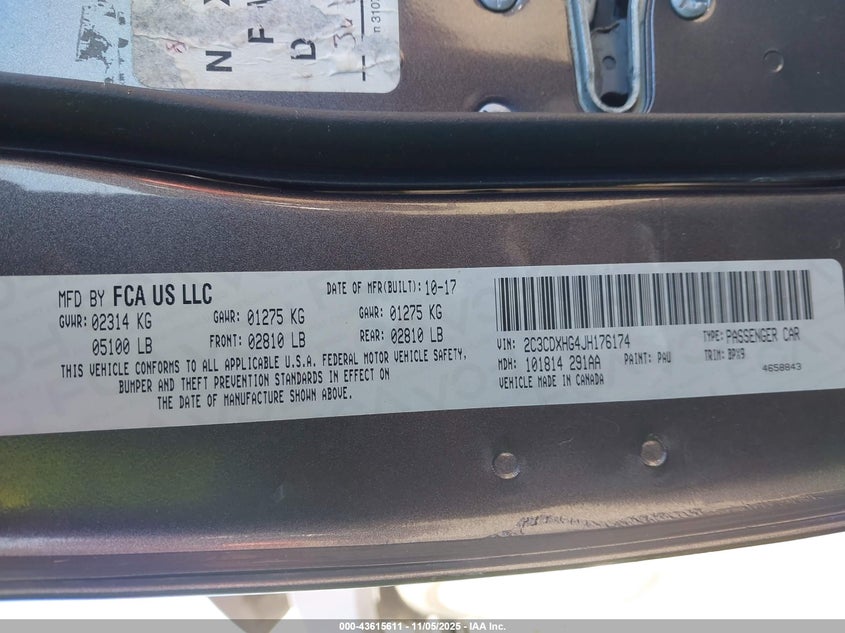 N
F
D
MFD BY FCA US LLC
DATE OF MFR(BUILT): 10-17
GVWR: 02314 KG GAWR: 01275 KG GAWR: 01275 KG
05100 LB FRONT: 02810 LB REAR: 02810 LB
THIS VEHICLE CONFORMS TO ALL APPLICABLE U.S.A. FEDERAL MOTOR VEHICLE SAFETY,
BUMPER AND THEFT PREVENTION STANDARDS IN EFFECT ON
THE DATE OF MANUFACTURE SHOWN ABOVE.
VIN: 2C3CDXHG4JH176174 TYPE: PASSENGER CAR
MDH: 101814 291AA PAINT: PAU TRIM: BPX9
VEHICLE MADE IN CANADA 4658843
000-43615611 - 11/05/2025 - IAA Inc.